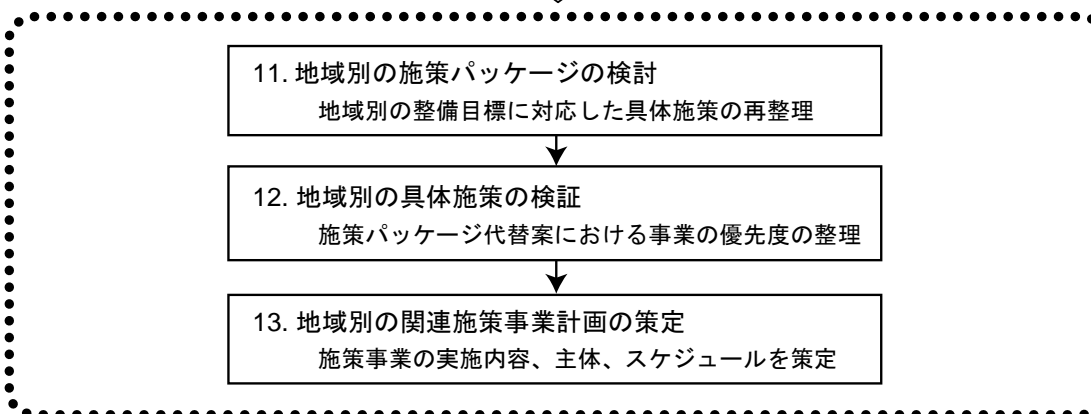 11. 地域別の施策パッケージの検討
地域別の整備目標に対応した具体施策の再整理
12. 地域別の具体施策の検証
施策パッケージ代替案における事業の優先度の整理
13. 地域別の関連施策事業計画の策定
施策事業の実施内容、主体、スケジュールを策定